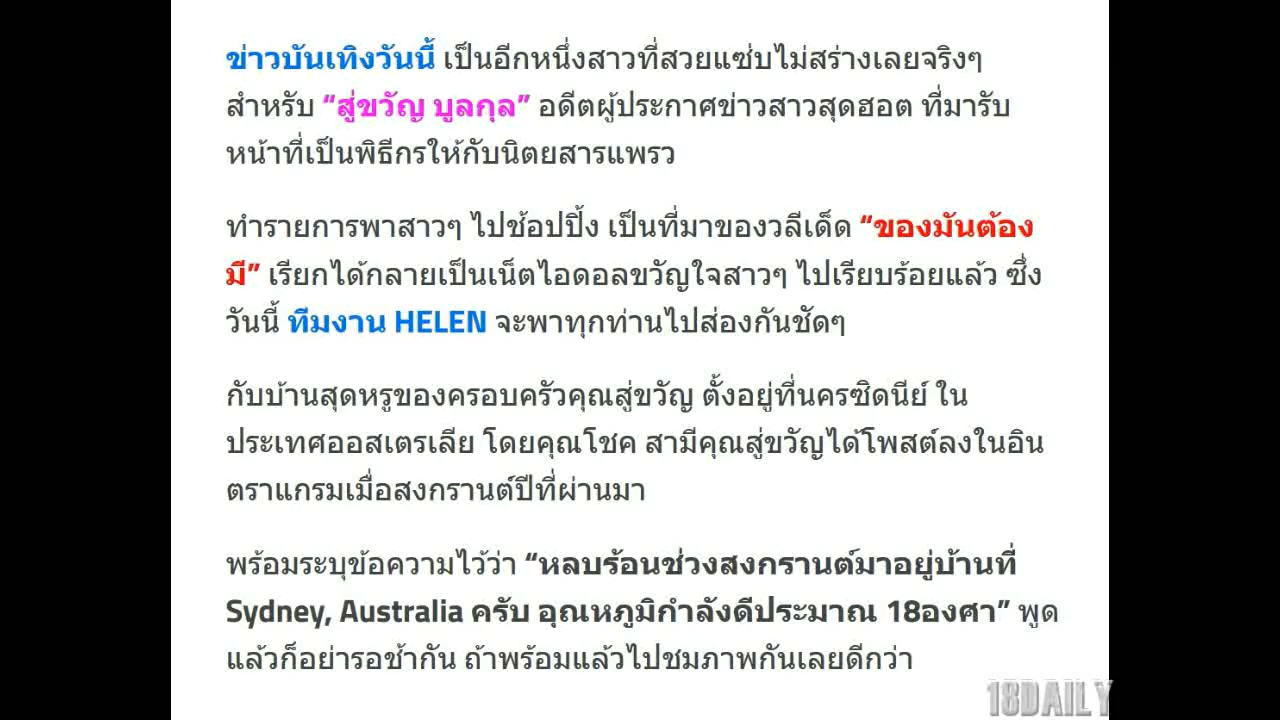 ข่าวบันเทิงวันนี้ เป็นอีกหนึ่งสาวที่สวยแซ่บไม่สร่างเลยจริงๆ
สำหรับ “สู่ขวัญ บูลกุล” อดีตผู้ประกาศข่าวสาวสุดฮอต ที่มารับ
หน้าที่เป็นพิธีกรให้กับนิตยสารแพรว
ทำรายการพาสาวๆ ไปช้อปปิ้ง เป็นที่มาของวลีเด็ด “ของมันต้อง
มี” เรียกได้กลายเป็นเน็ตไอดอลขวัญใจสาวๆ ไปเรียบร้อยแล้ว ซึ่ง
วันนี้ ทีมงาน HELEN จะพาทุกท่านไปส่องกันชัดๆ
กับบ้านสุดหรูของครอบครัวคุณสู่ขวัญ ตั้งอยู่ที่นครซิดนีย์ ใน
ประเทศออสเตรเลีย โดยคุณโชค สามีคุณสู่ขวัญได้โพสต์ลงในอิน
ตราแกรมเมื่อสงกรานต์ปีที่ผ่านมา
พร้อมระบุข้อความไว้ว่า “หลบร้อนช่วงสงกรานต์มาอยู่บ้านที่
Sydney, Australia ครับ อุณหภูมิกำลังดีประมาณ 18องศา” พูด
แล้วก็อย่ารอช้ากัน ถ้าพร้อมแล้วไปชมภาพกันเลยดีกว่า
18DAILY